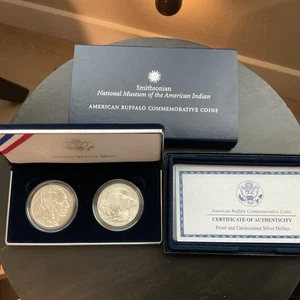 Smithsonian
National Museum of the American Indian
AMERICAN BUFFALO COMMEMORATIVE COINS
UNITED STATES MINT
American Buffalo Commemorative Coins
CERTIFICATE OF AUTHENTICITY
Proof and Uncirculated Silver Dollars